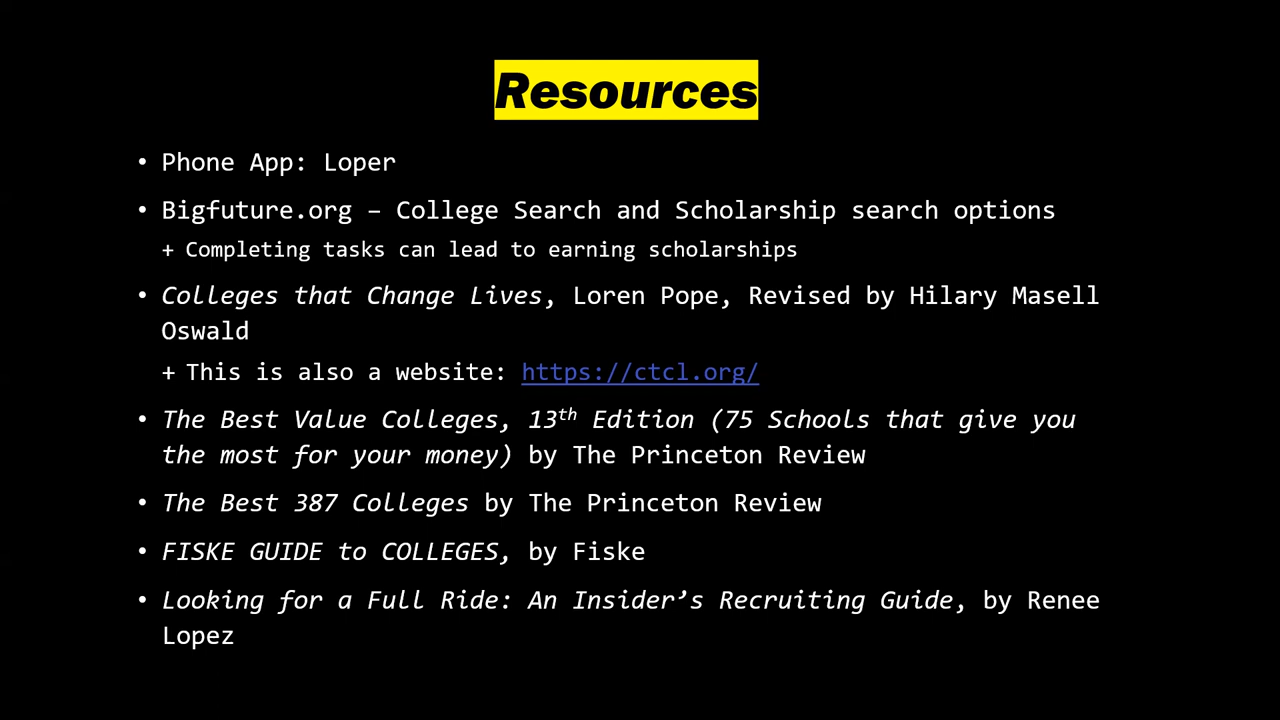 Resources
• Phone App: Loper
• Bigfuture.org – College Search and Scholarship search options
+ Completing tasks can lead to earning scholarships
• Colleges that Change Lives, Loren Pope, Revised by Hilary Masell
Oswald
+ This is also a website: https://ctcl.org/
• The Best Value Colleges, 13th Edition (75 Schools that give you
the most for your money) by The Princeton Review
• The Best 387 Colleges by The Princeton Review
• FISKE GUIDE to COLLEGES, by Fiske
• Looking for a Full Ride: An Insider’s Recruiting Guide, by Renee
Lopez